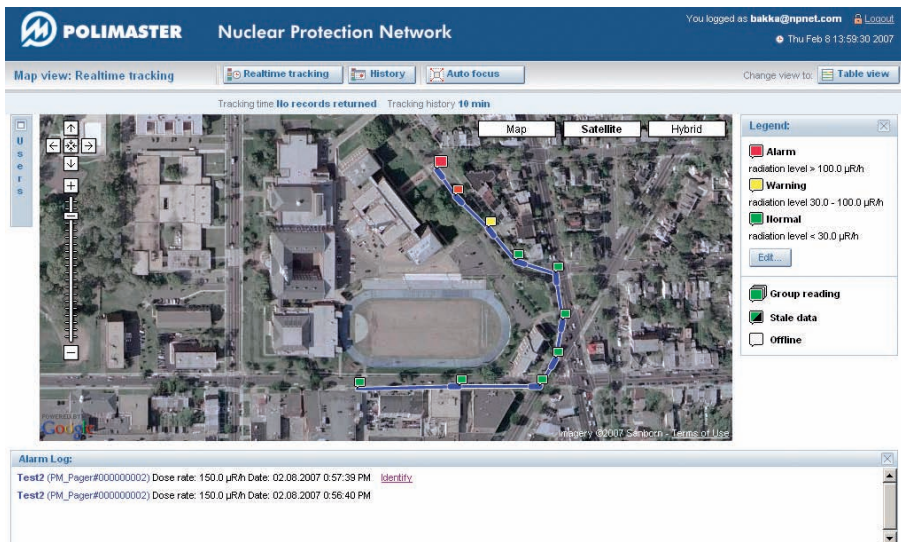 POLIMASTER
Nuclear Protection Network
You logged as bakka@npnet.com Logout
Thu Feb 8 13:59:30 2007
Map view: Realtime tracking
Realtime tracking
History
Auto focus
Change view to: Table view
Tracking time No records returned Tracking history 10 min
Users
Map
Satellite
Hybrid
Legend:
Alarm
radiation level > 100.0 µR/h
Warning
radiation level 30.0 - 100.0 µR/h
Normal
radiation level < 30.0 µR/h
Edit...
Group reading
Stale data
Offline
POWERED BY
Google
Imagery ©2007 Sanborn - Terms of Use
Alarm Log:
Test2 (PM_Pager#000000002) Dose rate: 150.0 µR/h Date: 02.08.2007 0:57:39 PM Identify
Test2 (PM_Pager#000000002) Dose rate: 150.0 µR/h Date: 02.08.2007 0:56:40 PM